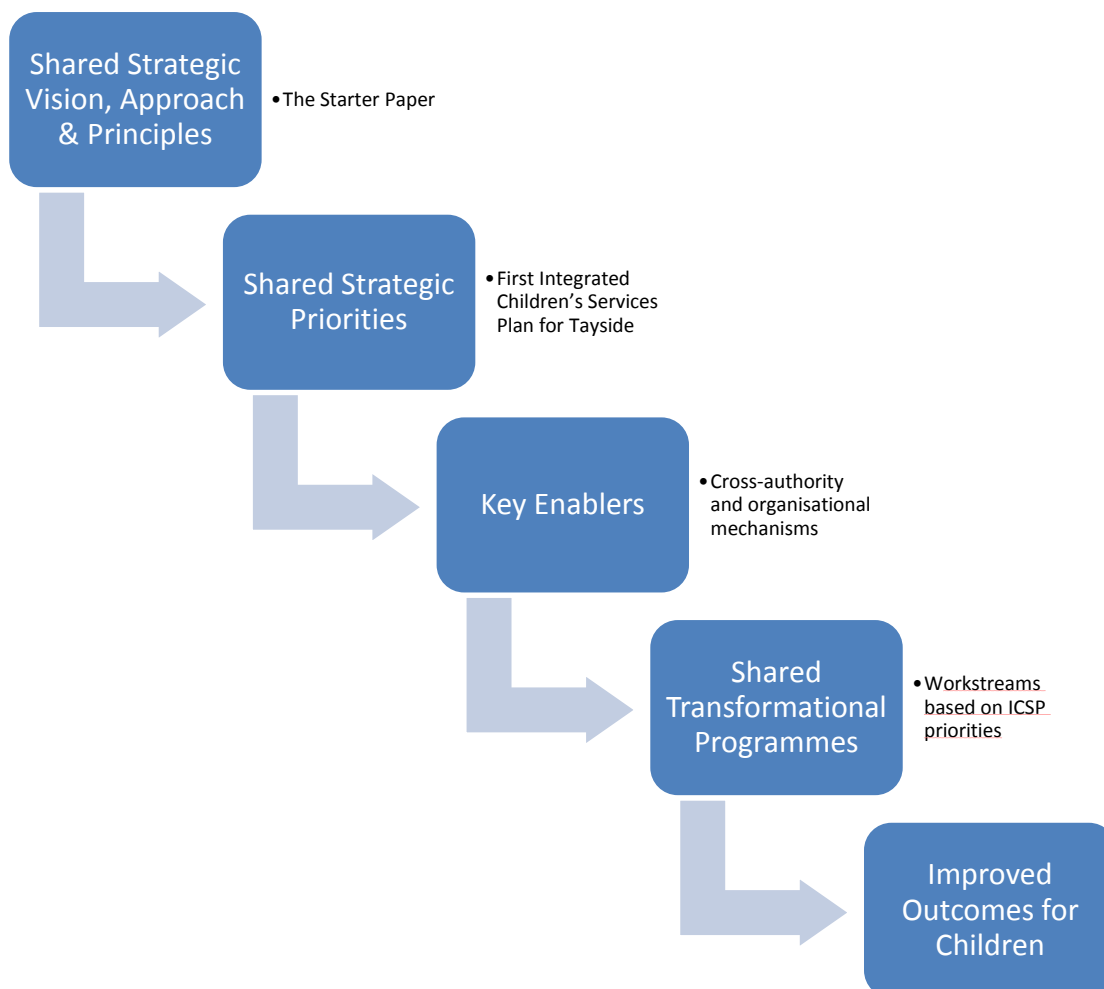 Shared Strategic
Vision, Approach
& Principles
•The Starter Paper
Shared Strategic
Priorities
•First Integrated
Children’s Services
Plan for Tayside
Key Enablers
•Cross-authority
and organisational
mechanisms
Shared
Transformational
Programmes
•Workstreams
based on ICSP
priorities
Improved
Outcomes for
Children